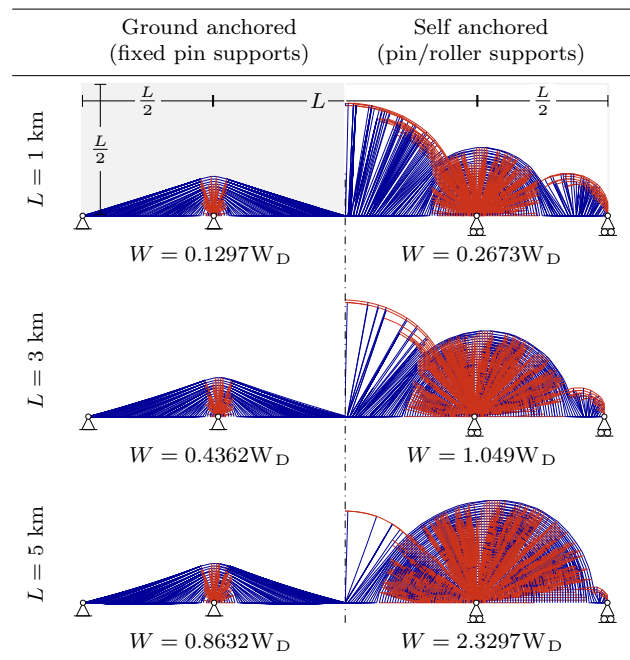 Ground anchored
(fixed pin supports)
Self anchored
(pin/roller supports)
L/2
L
L/2
L/2
L = 1 km
W = 0.1297W_D
W = 0.2673W_D
L = 3 km
W = 0.4362W_D
W = 1.049W_D
L = 5 km
W = 0.8632W_D
W = 2.3297W_D